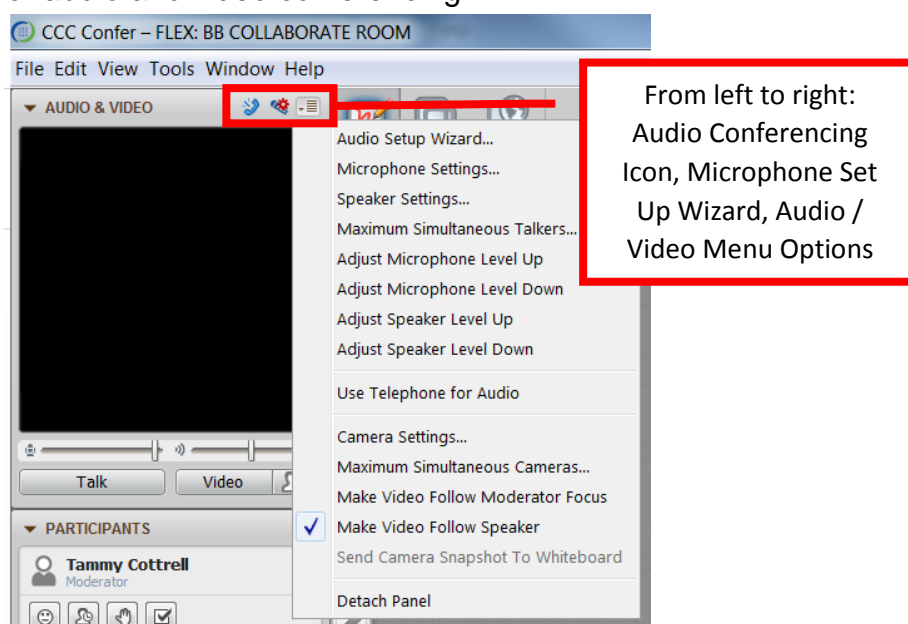 CCC Confer – FLEX: BB COLLABORATE ROOM
File Edit View Tools Window Help
AUDIO & VIDEO
From left to right:
Audio Conferencing
Icon, Microphone Set
Up Wizard, Audio /
Video Menu Options
Audio Setup Wizard...
Microphone Settings...
Speaker Settings...
Maximum Simultaneous Talkers...
Adjust Microphone Level Up
Adjust Microphone Level Down
Adjust Speaker Level Up
Adjust Speaker Level Down
Use Telephone for Audio
Camera Settings...
Maximum Simultaneous Cameras...
Make Video Follow Moderator Focus
Make Video Follow Speaker
Send Camera Snapshot To Whiteboard
Detach Panel
Talk
Video
PARTICIPANTS
Tammy Cottrell
Moderator